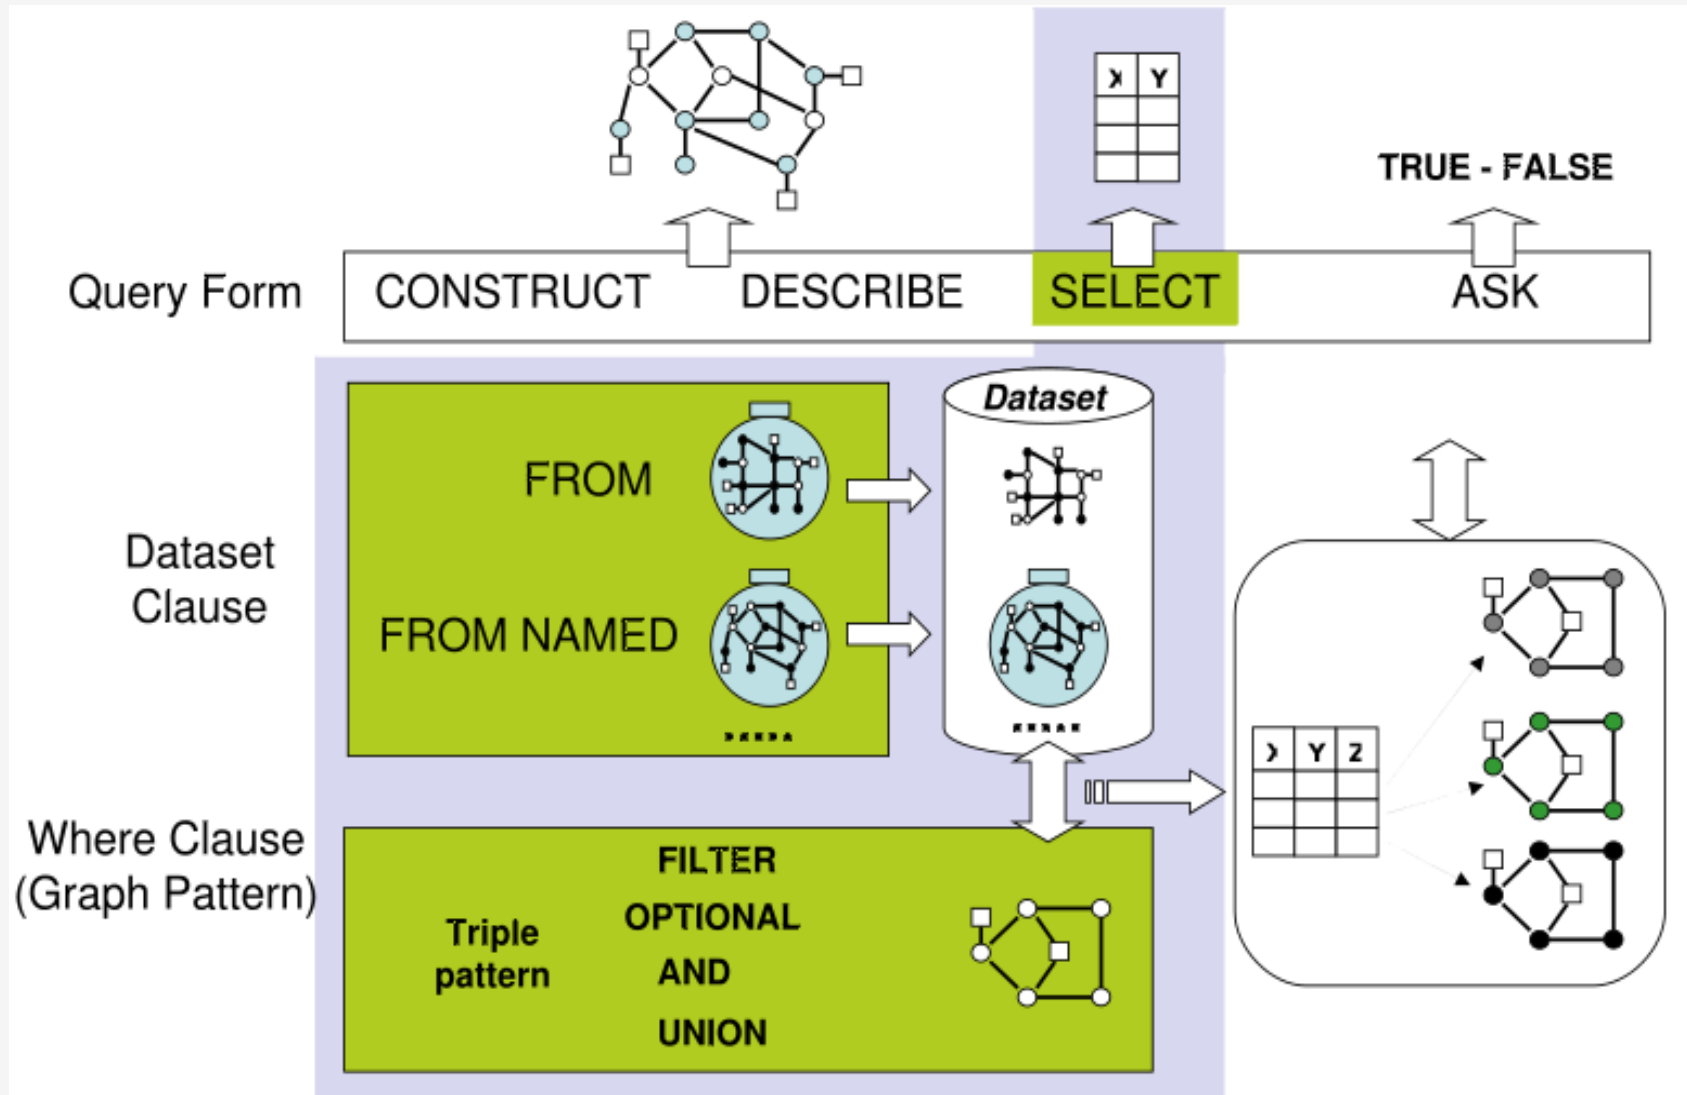 X Y
TRUE - FALSE
Query Form
CONSTRUCT DESCRIBE SELECT ASK
Dataset
FROM
Dataset
Clause
FROM NAMED
X Y Z
Where Clause
(Graph Pattern)
FILTER
OPTIONAL
Triple
pattern
AND
UNION